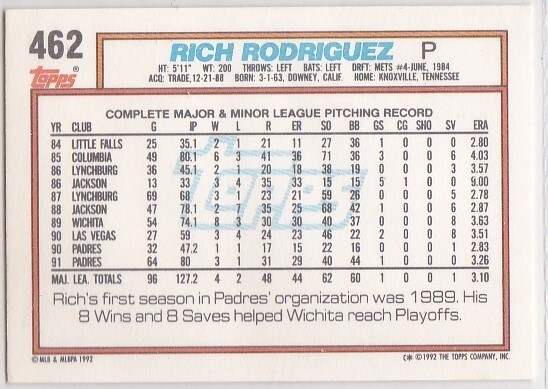 462 RICH RODRIGUEZ P
Topps® HT: 5'11" WT: 200 THROWS: LEFT BATS: LEFT DRFT: METS #4-JUNE, 1984
ACQ: TRADE,12-21-88 BORN: 3-1-63, DOWNEY, CALIF. HOME: KNOXVILLE, TENNESSEE
COMPLETE MAJOR & MINOR LEAGUE PITCHING RECORD
YR CLUB G IP W L R ER SO BB GS CG SHO SV ERA
84 LITTLE FALLS 25 35.1 2 1 21 11 27 36 1 0 0 0 2.80
85 COLUMBIA 49 80.1 6 3 41 36 71 36 3 0 0 6 4.03
86 LYNCHBURG 36 45.1 2 1 20 18 38 19 0 0 0 3 3.57
86 JACKSON 13 33 3 4 35 33 15 15 5 1 0 0 9.00
87 LYNCHBURG 69 68 3 1 23 21 59 26 0 0 0 5 2.78
88 JACKSON 47 78.1 2 7 35 25 68 42 1 0 0 6 2.87
89 WICHITA 54 74.1 8 3 30 30 40 37 0 0 0 8 3.63
90 LAS VEGAS 27 59 3 4 24 23 46 22 2 0 0 8 3.51
90 PADRES 32 47.2 1 1 17 15 22 16 0 0 0 1 2.83
91 PADRES 64 80 3 1 31 29 40 44 1 0 0 0 3.26
MAJ. LEA. TOTALS 96 127.2 4 2 48 44 62 60 1 0 0 1 3.10
Rich's first season in Padres' organization was 1989. His
8 Wins and 8 Saves helped Wichita reach Playoffs.
© MLB & MLBPA 1992 C* © 1992 THE TOPPS COMPANY, INC.